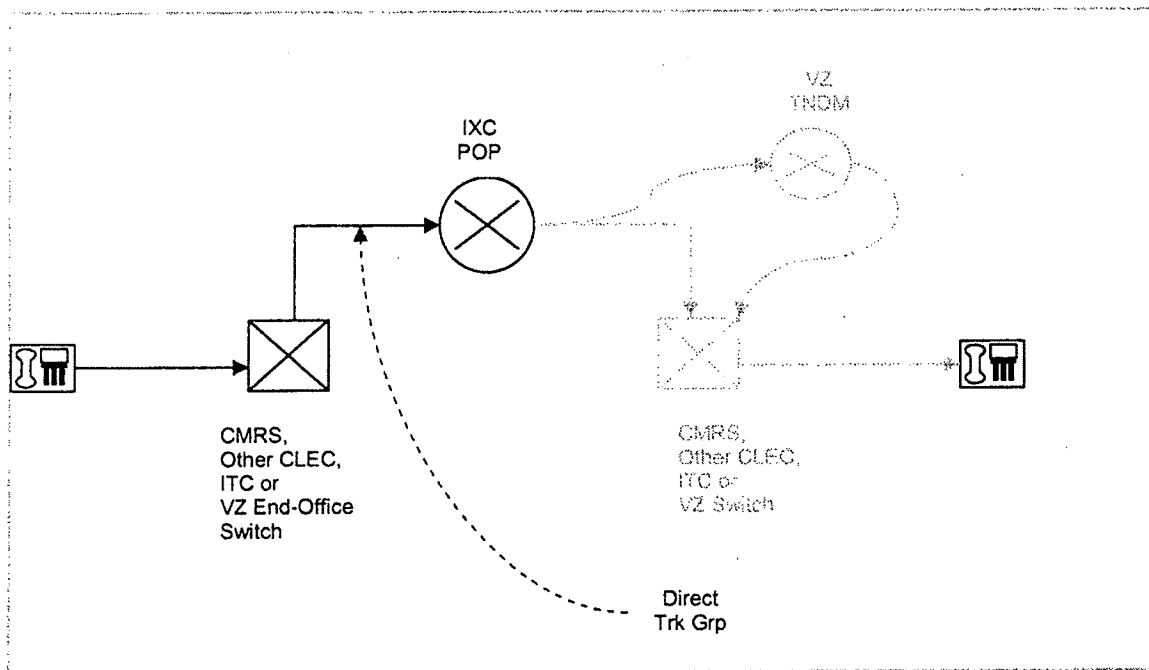 VZ
TNDM
IXC
POP
CMRS,
Other CLEC,
ITC or
VZ End-Office
Switch
CMRS,
Other CLEC,
ITC or
VZ Switch
Direct
Trk Grp